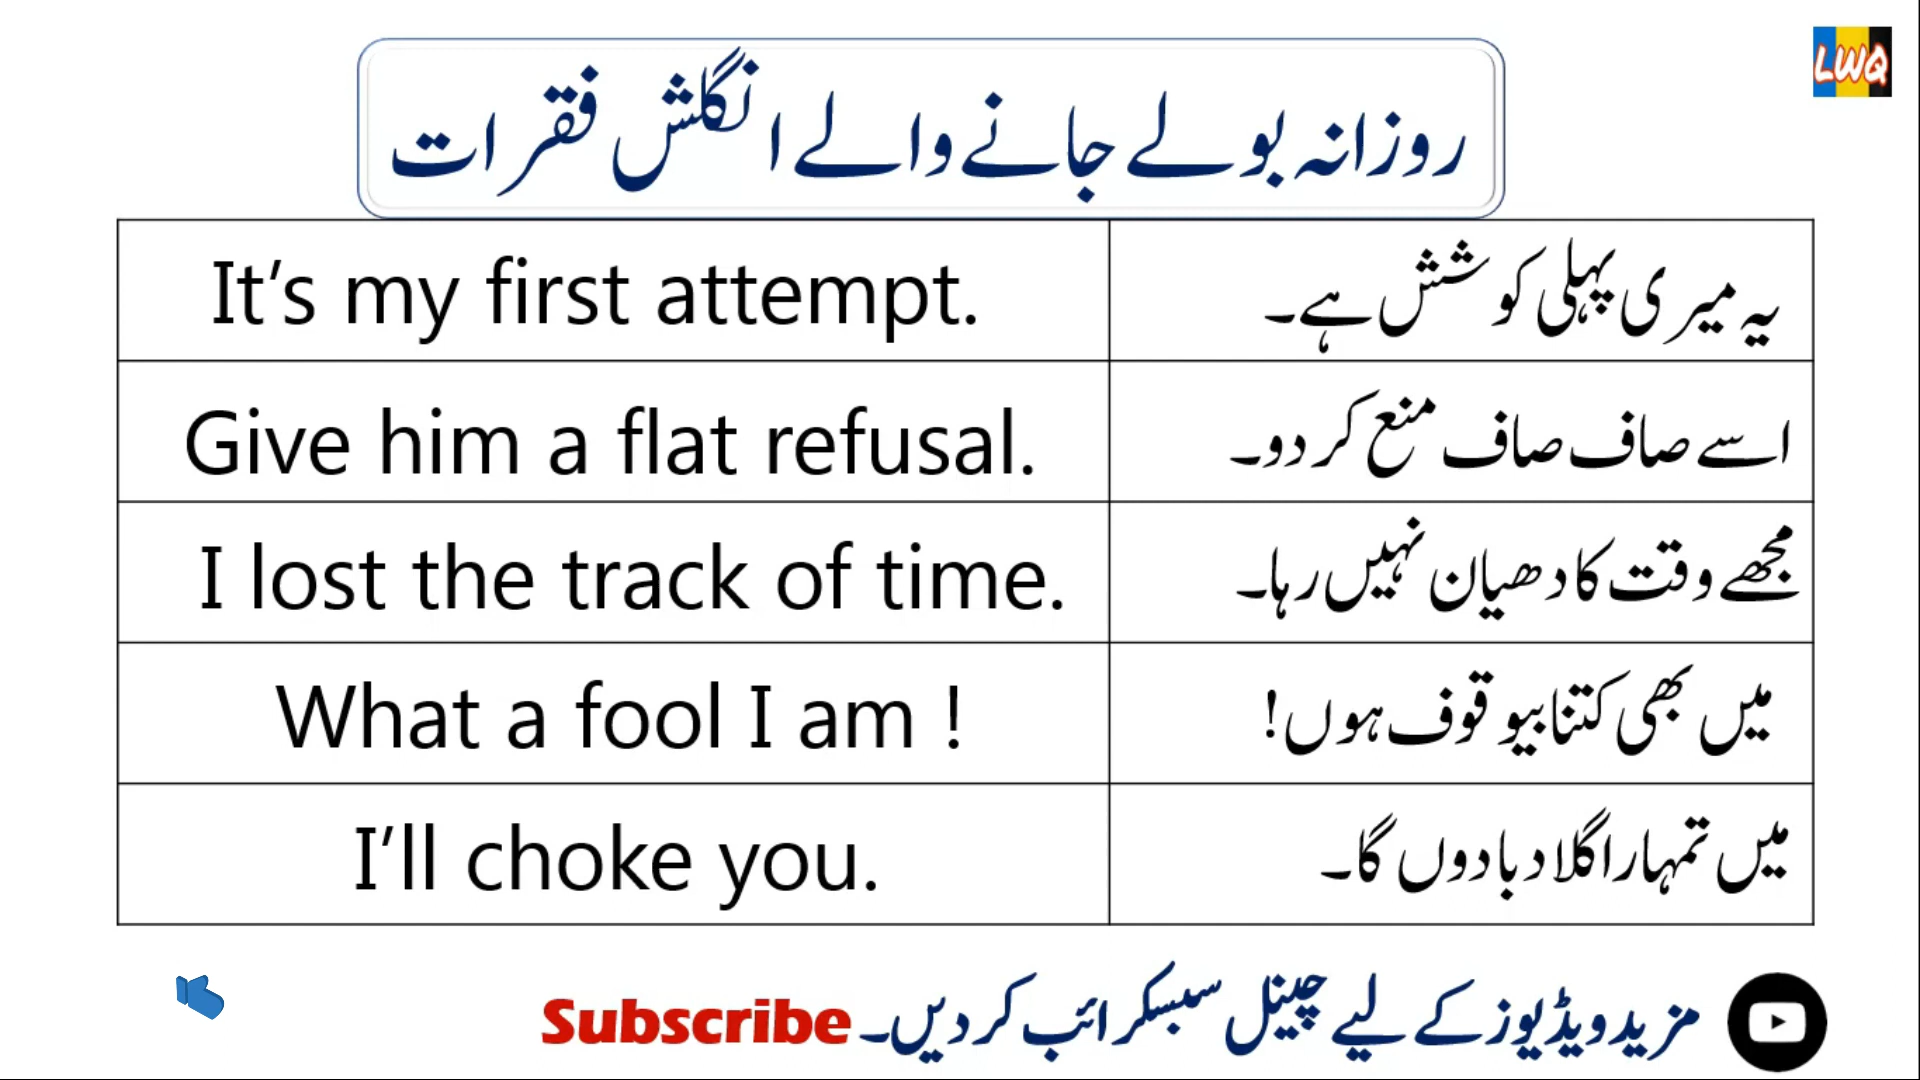 LWQ
روزانہ بولے جانے والے انگلش فقرات
It’s my first attempt.
یہ میری پہلی کوشش ہے۔
Give him a flat refusal.
اسے صاف صاف منع کر دو۔
I lost the track of time.
مجھے وقت کا دھیان نہیں رہا۔
What a fool I am !
میں بھی کتنا بیوقوف ہوں!
I’ll choke you.
میں تمہارا گلا دبا دوں گا۔
مزید ویڈیوز کے لیے چینل سبسکرائب کر دیں۔ Subscribe